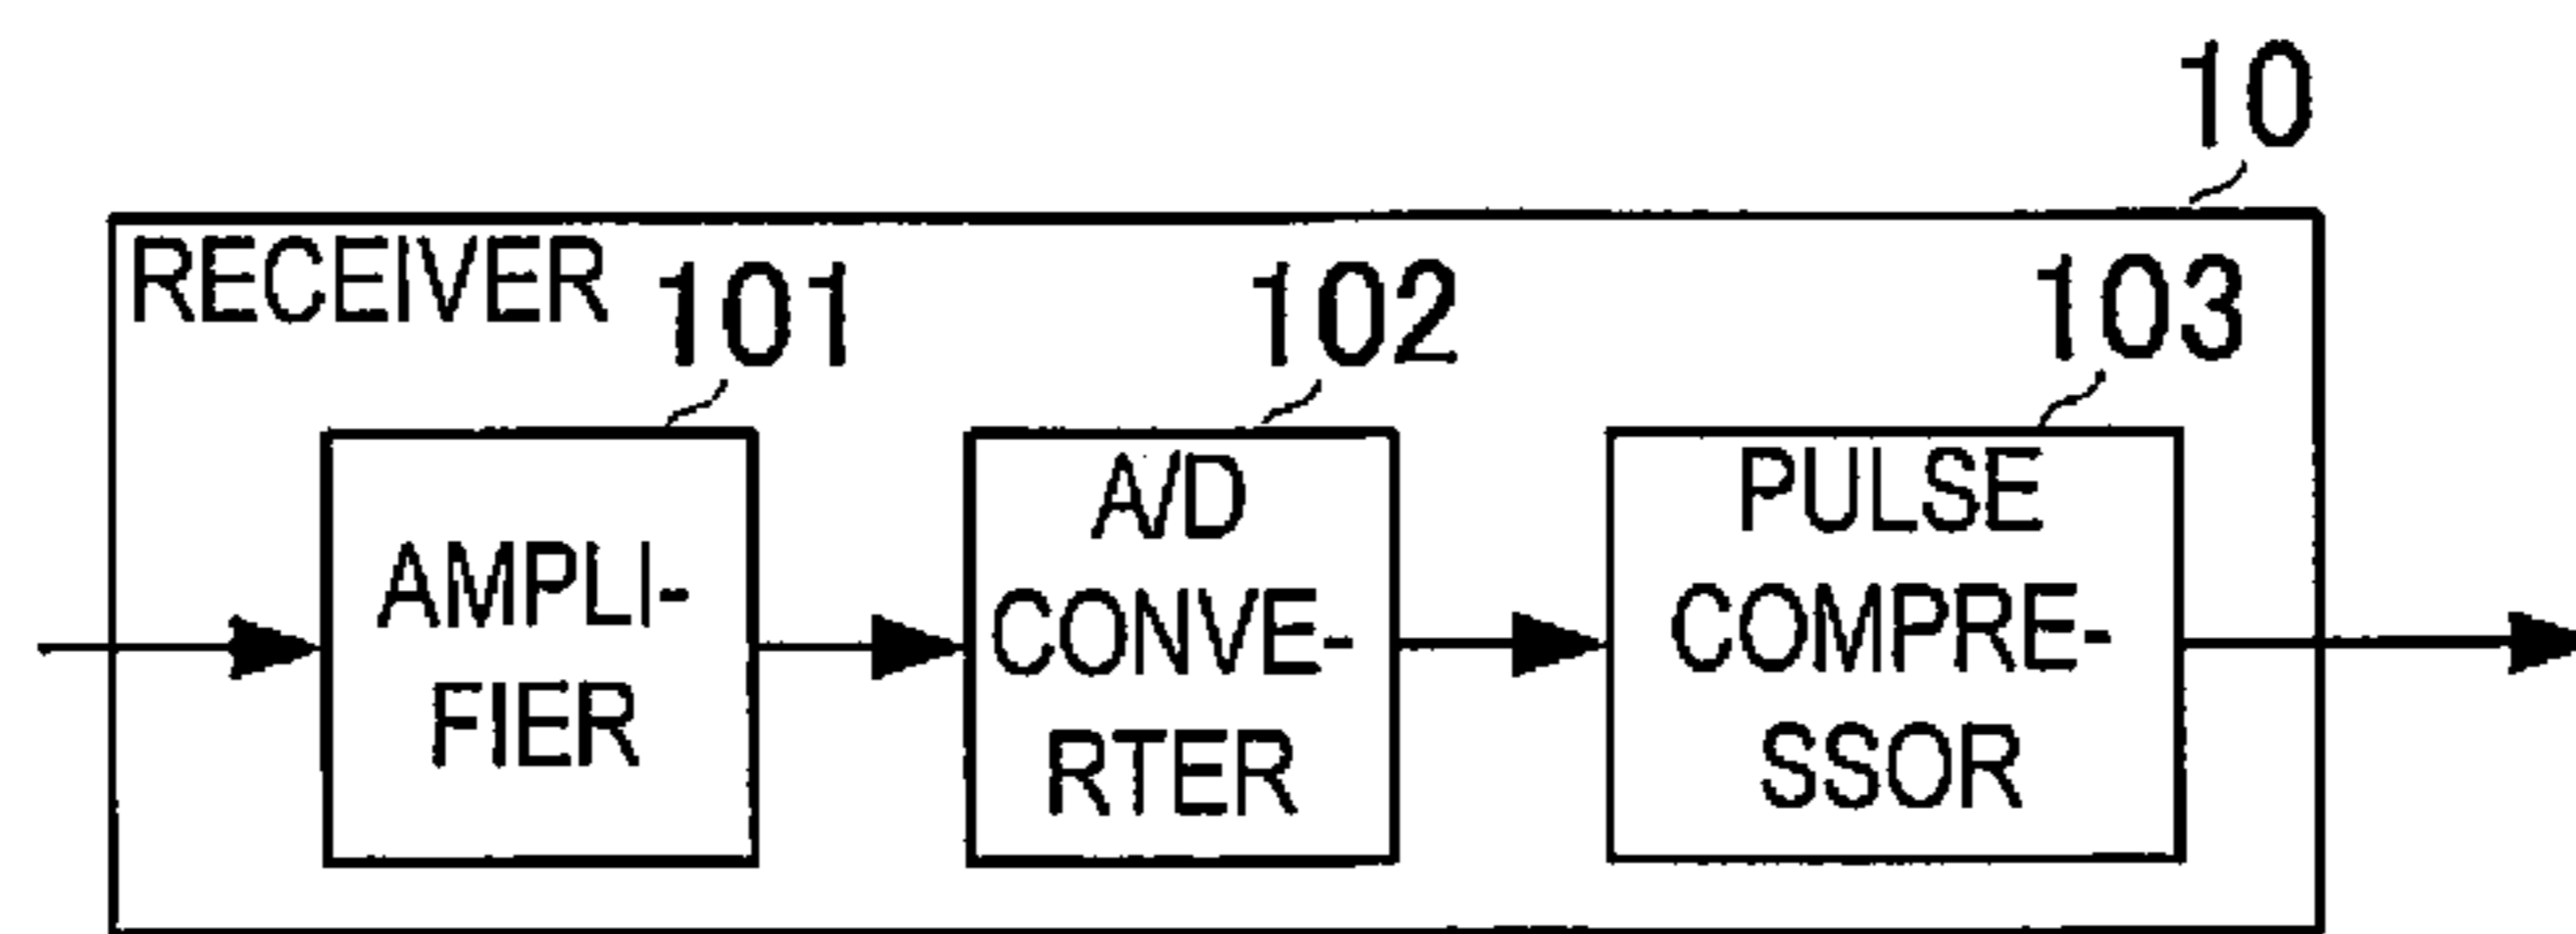 10
RECEIVER
101
102
103
AMPLI-
FIER
A/D
CONVE-
RTER
PULSE
COMPRE-
SSOR